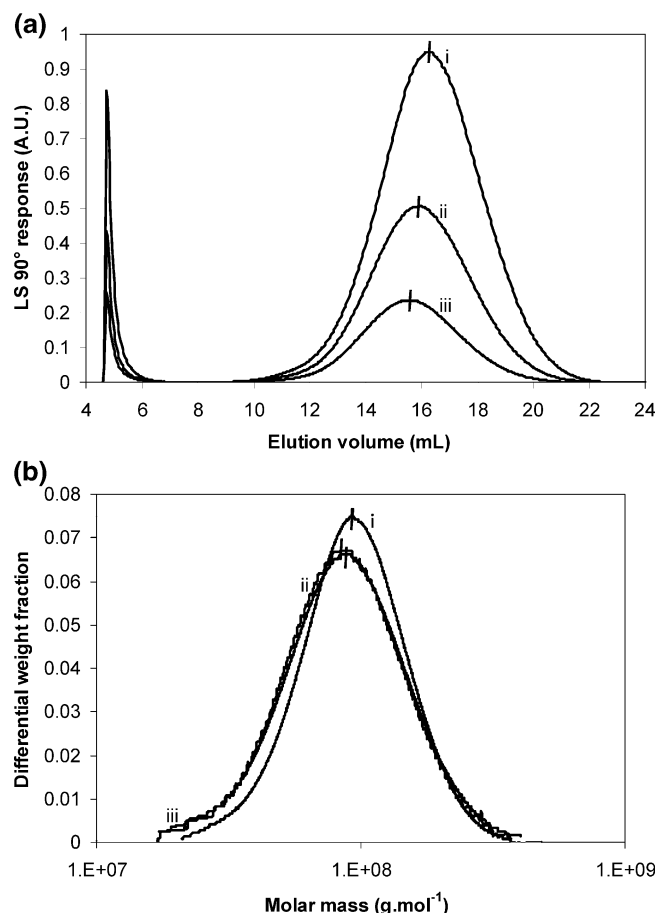 (a)
1
0.9
0.8
0.7
0.6
0.5
0.4
0.3
0.2
0.1
0
LS 90° response (A.U.)
i
ii
iii
4 6 8 10 12 14 16 18 20 22 24
Elution volume (mL)
(b)
0.08
0.07
0.06
0.05
0.04
0.03
0.02
0.01
0
Differential weight fraction
i
ii
iii
1.E+07 1.E+08 1.E+09
Molar mass (g.mol⁻¹)